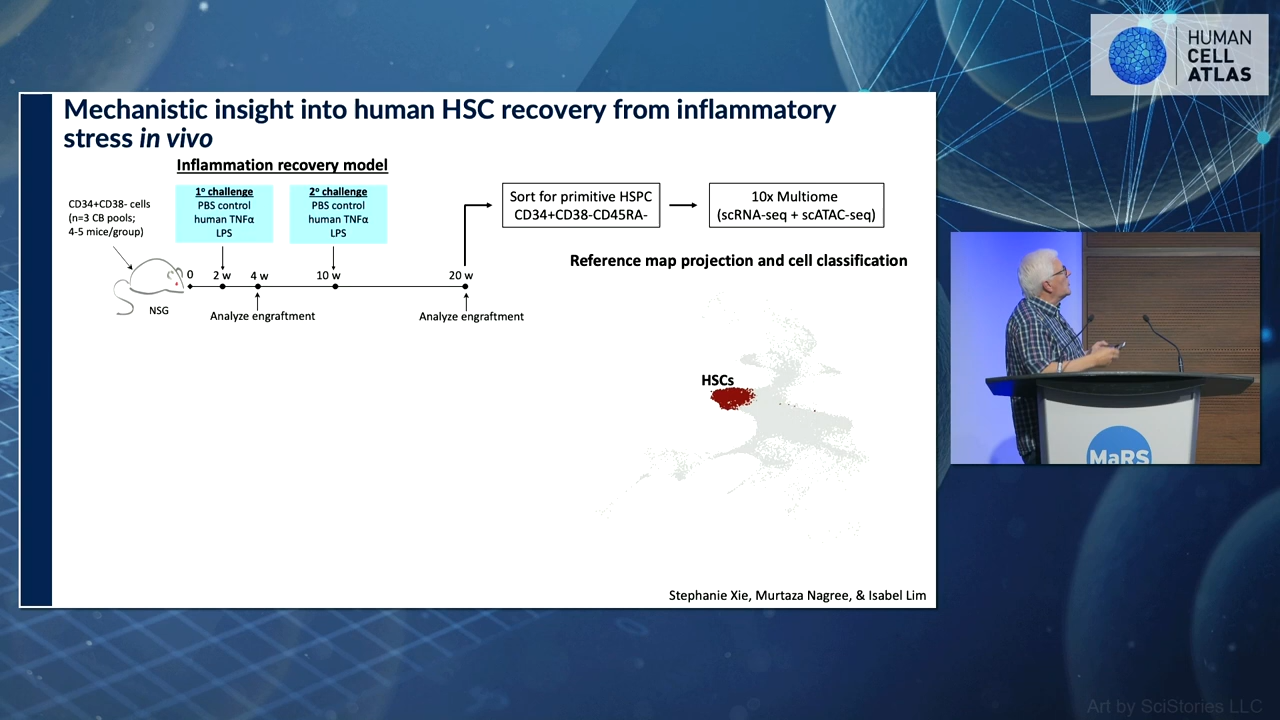 HUMAN
CELL
ATLAS
Mechanistic insight into human HSC recovery from inflammatory
stress in vivo
Inflammation recovery model
CD34+CD38- cells
(n=3 CB pools;
4-5 mice/group)
1o challenge
PBS control
human TNFα
LPS
2o challenge
PBS control
human TNFα
LPS
Sort for primitive HSPC
CD34+CD38-CD45RA-
10x Multiome
(scRNA-seq + scATAC-seq)
0
2 w
4 w
10 w
20 w
NSG
Analyze engraftment
Analyze engraftment
Reference map projection and cell classification
HSCs
MaRS
Stephanie Xie, Murtaza Nagree, & Isabel Lim
Art by SciStories LLC